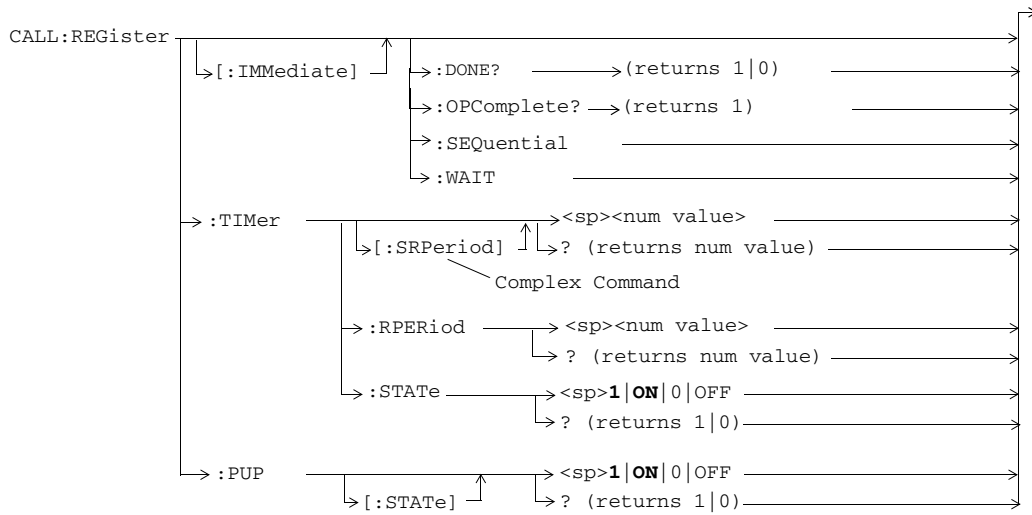 CALL:REGister
[:IMMediate]
:DONE? (returns 1|0)
:OPComplete? (returns 1)
:SEQuential
:WAIT
:TIMer <sp><num value>
[:SRPeriod] ? (returns num value)
Complex Command
:RPERiod <sp><num value>
? (returns num value)
:STATe <sp>1|ON|0|OFF
? (returns 1|0)
:PUP <sp>1|ON|0|OFF
[:STATe] ? (returns 1|0)